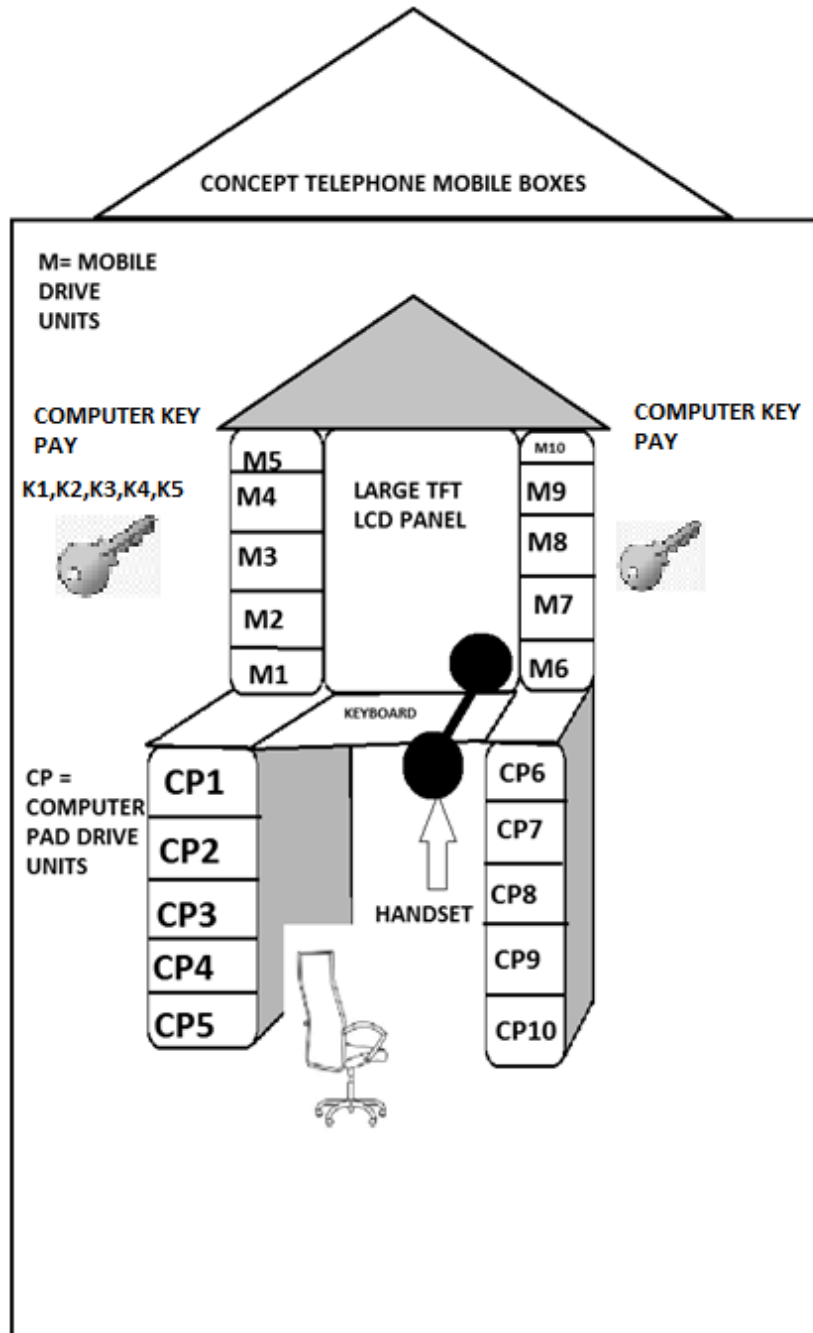 CONCEPT TELEPHONE MOBILE BOXES
M= MOBILE
DRIVE
UNITS
COMPUTER KEY
PAY
K1,K2,K3,K4,K5
COMPUTER KEY
PAY
M5
M4
M3
M2
M1
LARGE TFT
LCD PANEL
M10
M9
M8
M7
M6
KEYBOARD
CP =
COMPUTER
PAD DRIVE
UNITS
CP1
CP2
CP3
CP4
CP5
HANDSET
CP6
CP7
CP8
CP9
CP10